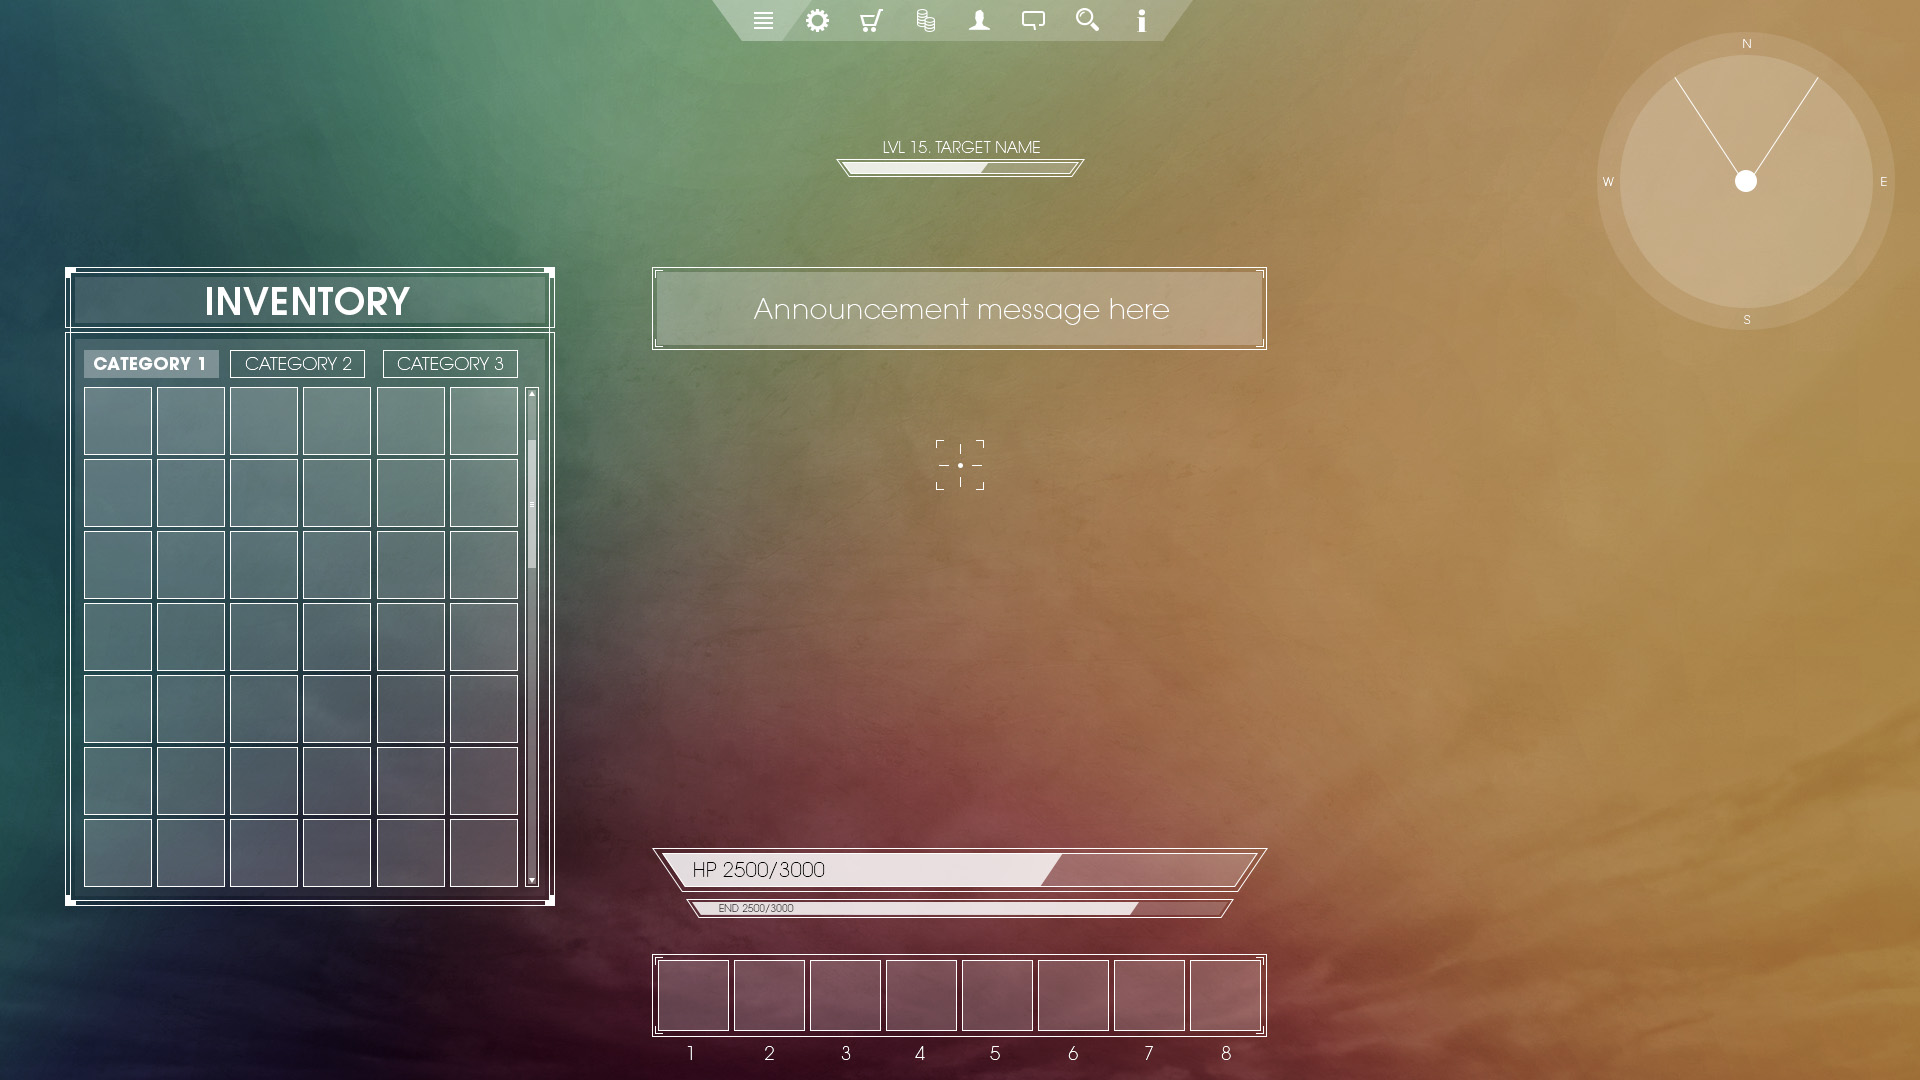 N
LVL 15. TARGET NAME
W
E
S
INVENTORY
Announcement message here
CATEGORY 1
CATEGORY 2
CATEGORY 3
HP 2500/3000
END 2500/3000
1 2 3 4 5 6 7 8